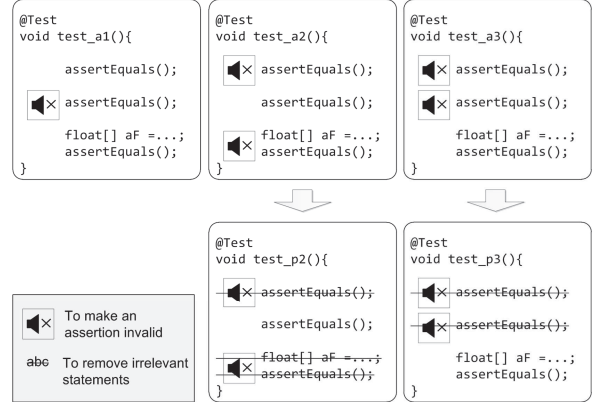 @Test
void test_a1(){
assertEquals();
assertEquals();
float[] aF =...;
assertEquals();
}
@Test
void test_a2(){
assertEquals();
assertEquals();
float[] aF =...;
assertEquals();
}
@Test
void test_a3(){
assertEquals();
assertEquals();
float[] aF =...;
assertEquals();
}
@Test
void test_p2(){
assertEquals();
assertEquals();
float[] aF =...;
assertEquals();
}
@Test
void test_p3(){
assertEquals();
assertEquals();
float[] aF =...;
assertEquals();
}
To make an
assertion invalid
abc To remove irrelevant
statements